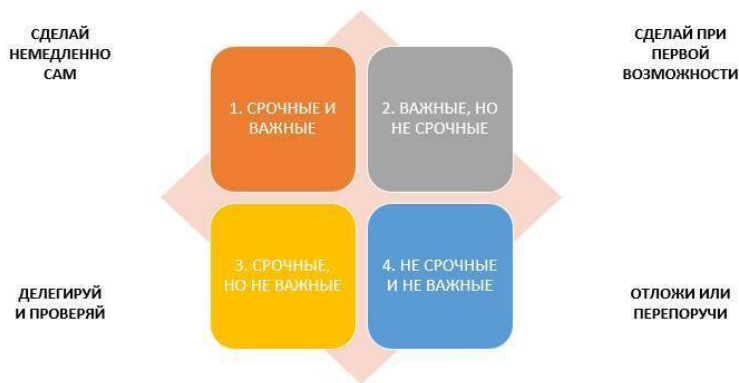 СДЕЛАЙ
НЕМЕДЛЕННО
САМ
1. СРОЧНЫЕ И
ВАЖНЫЕ
2. ВАЖНЫЕ, НО
НЕ СРОЧНЫЕ
СДЕЛАЙ ПРИ
ПЕРВОЙ
ВОЗМОЖНОСТИ
ДЕЛЕГИРУЙ
И ПРОВЕРЯЙ
3. СРОЧНЫЕ,
НО НЕ ВАЖНЫЕ
4. НЕ СРОЧНЫЕ
И НЕ ВАЖНЫЕ
ОТЛОЖИ ИЛИ
ПЕРЕПОРУЧИ